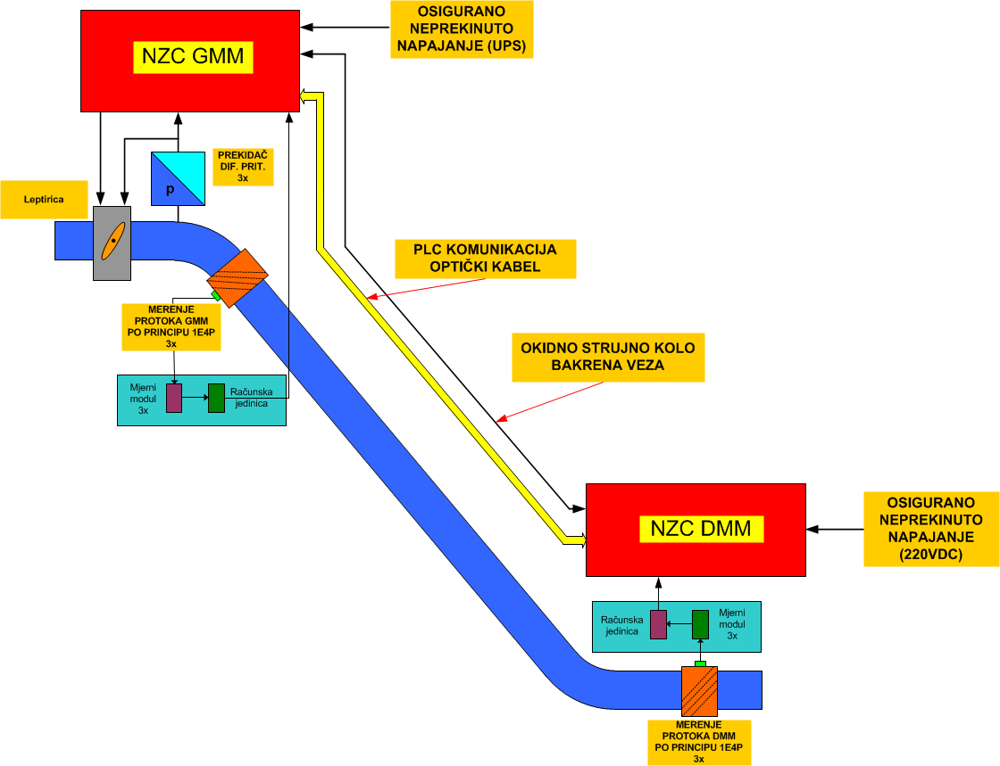 OSIGURANO
NEPREKINUTO
NAPAJANJE (UPS)
NZC GMM
PREKIDAČ
DIF. PRIT.
3x
p
Leptirica
PLC KOMUNIKACIJA
OPTIČKI KABEL
MERENJE
PROTOKA GMM
PO PRINCIPU 1E4P
3x
OKIDNO STRUJNO KOLO
BAKRENA VEZA
Mjerni
modul
3x
Računska
jedinica
NZC DMM
OSIGURANO
NEPREKINUTO
NAPAJANJE
(220VDC)
Računska
jedinica
Mjerni
modul
3x
MERENJE
PROTOKA DMM
PO PRINCIPU 1E4P
3x